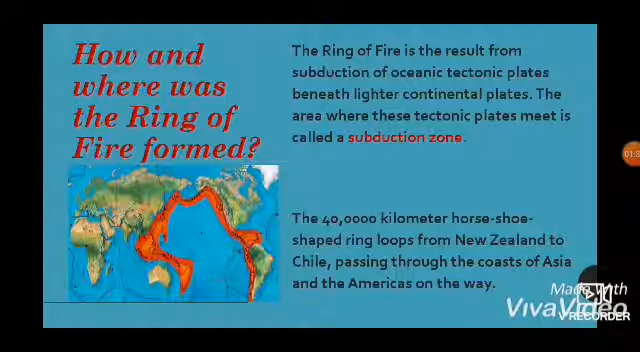 How and
where was
the Ring of
Fire formed?
The Ring of Fire is the result from
subduction of oceanic tectonic plates
beneath lighter continental plates. The
area where these tectonic plates meet is
called a subduction zone.
The 40,0000 kilometer horse-shoe-
shaped ring loops from New Zealand to
Chile, passing through the coasts of Asia
and the Americas on the way.
Made With
VivaVideo
V RECORDER